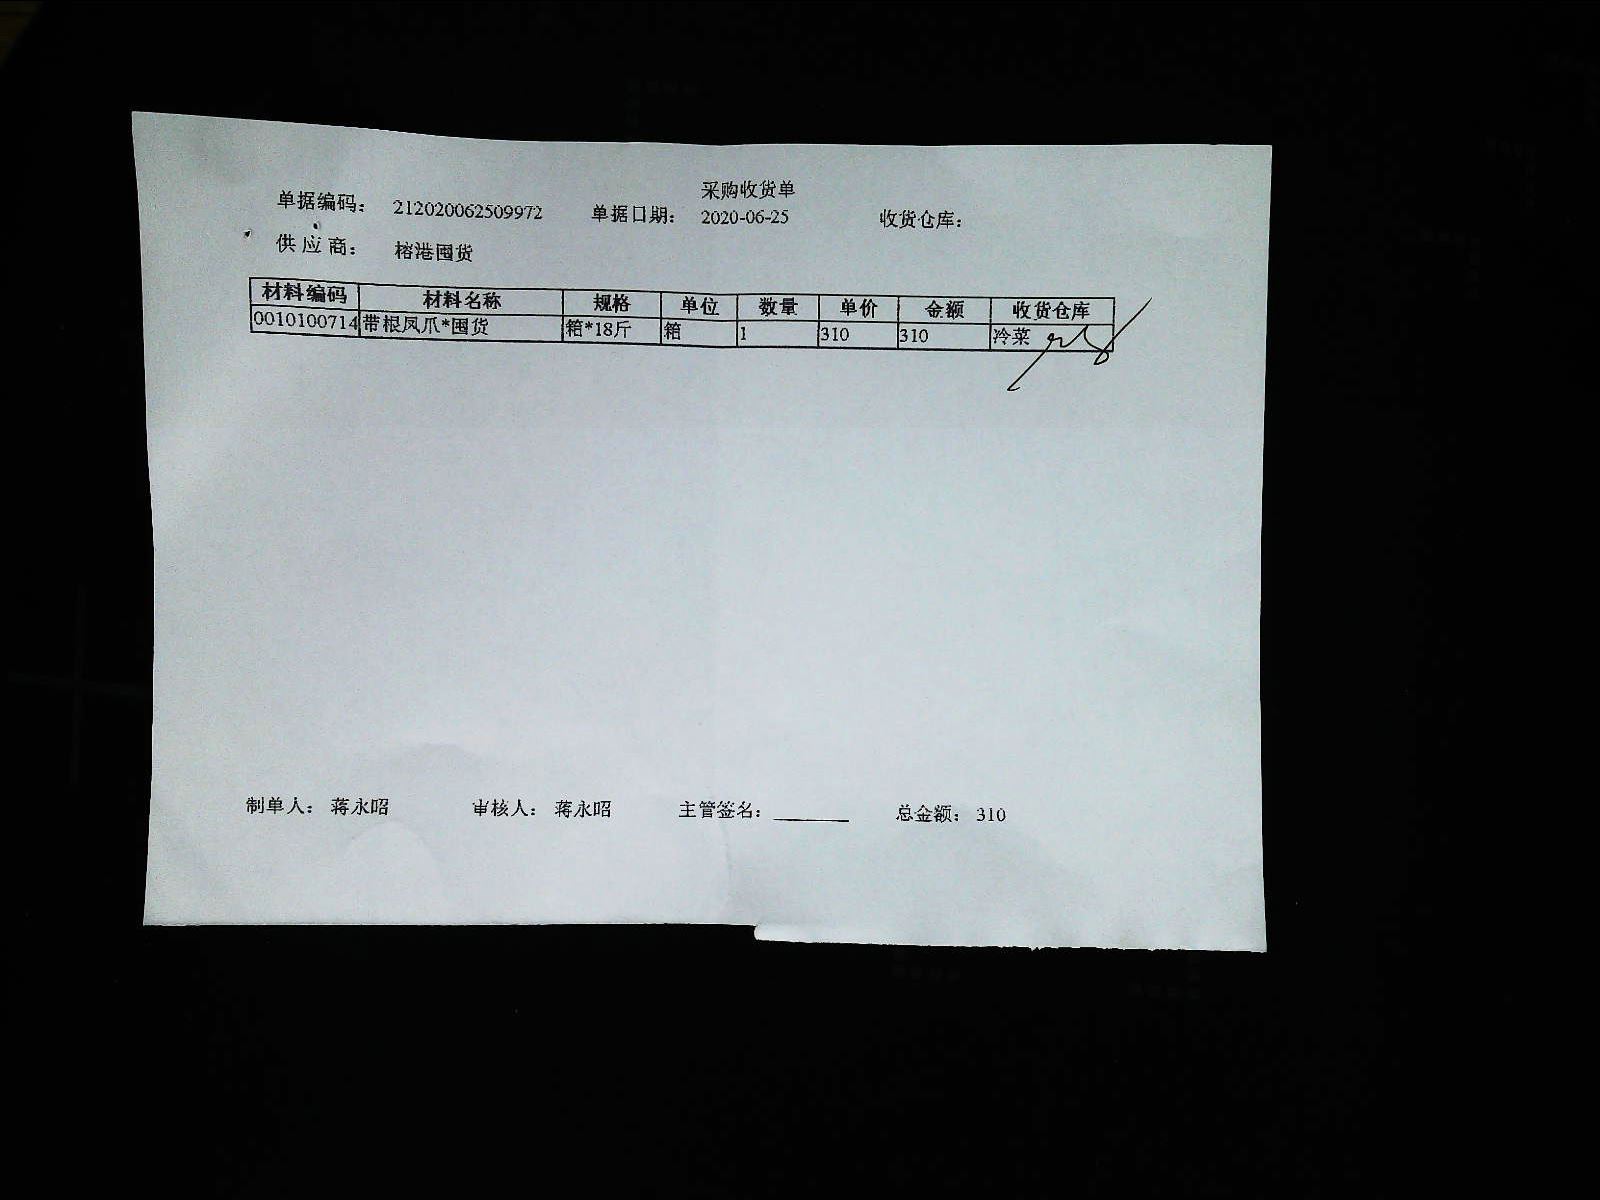 采购收货单
单据编码： 212020062509972 单据日期： 2020-06-25 收货仓库：
供应商： 榕港囤货
材料编码 材料名称 规格 单位 数量 单价 金额 收货仓库
0010100714 带根凤爪*囤货 箱*18斤 箱 1 310 310 冷菜
制单人： 蒋永昭 审核人： 蒋永昭 主管签名： 总金额： 310